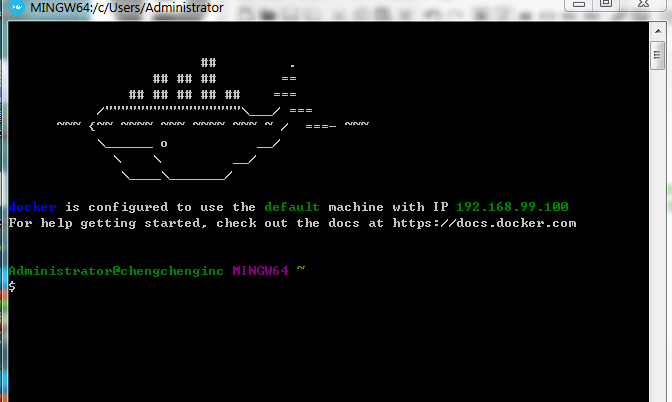 MINGW64:/c/Users/Administrator
                        ##         .
                  ## ## ##        ==
               ## ## ## ## ##    ===
           /"""""""""""""""""\___/ ===
      ~~~ {~~ ~~~~ ~~~ ~~~~ ~~~ ~ /  ===- ~~~
           \______ o           __/
             \    \         __/
              \____\_______/
docker is configured to use the default machine with IP 192.168.99.100
For help getting started, check out the docs at https://docs.docker.com
Administrator@chengchenginc MINGW64 ~
$